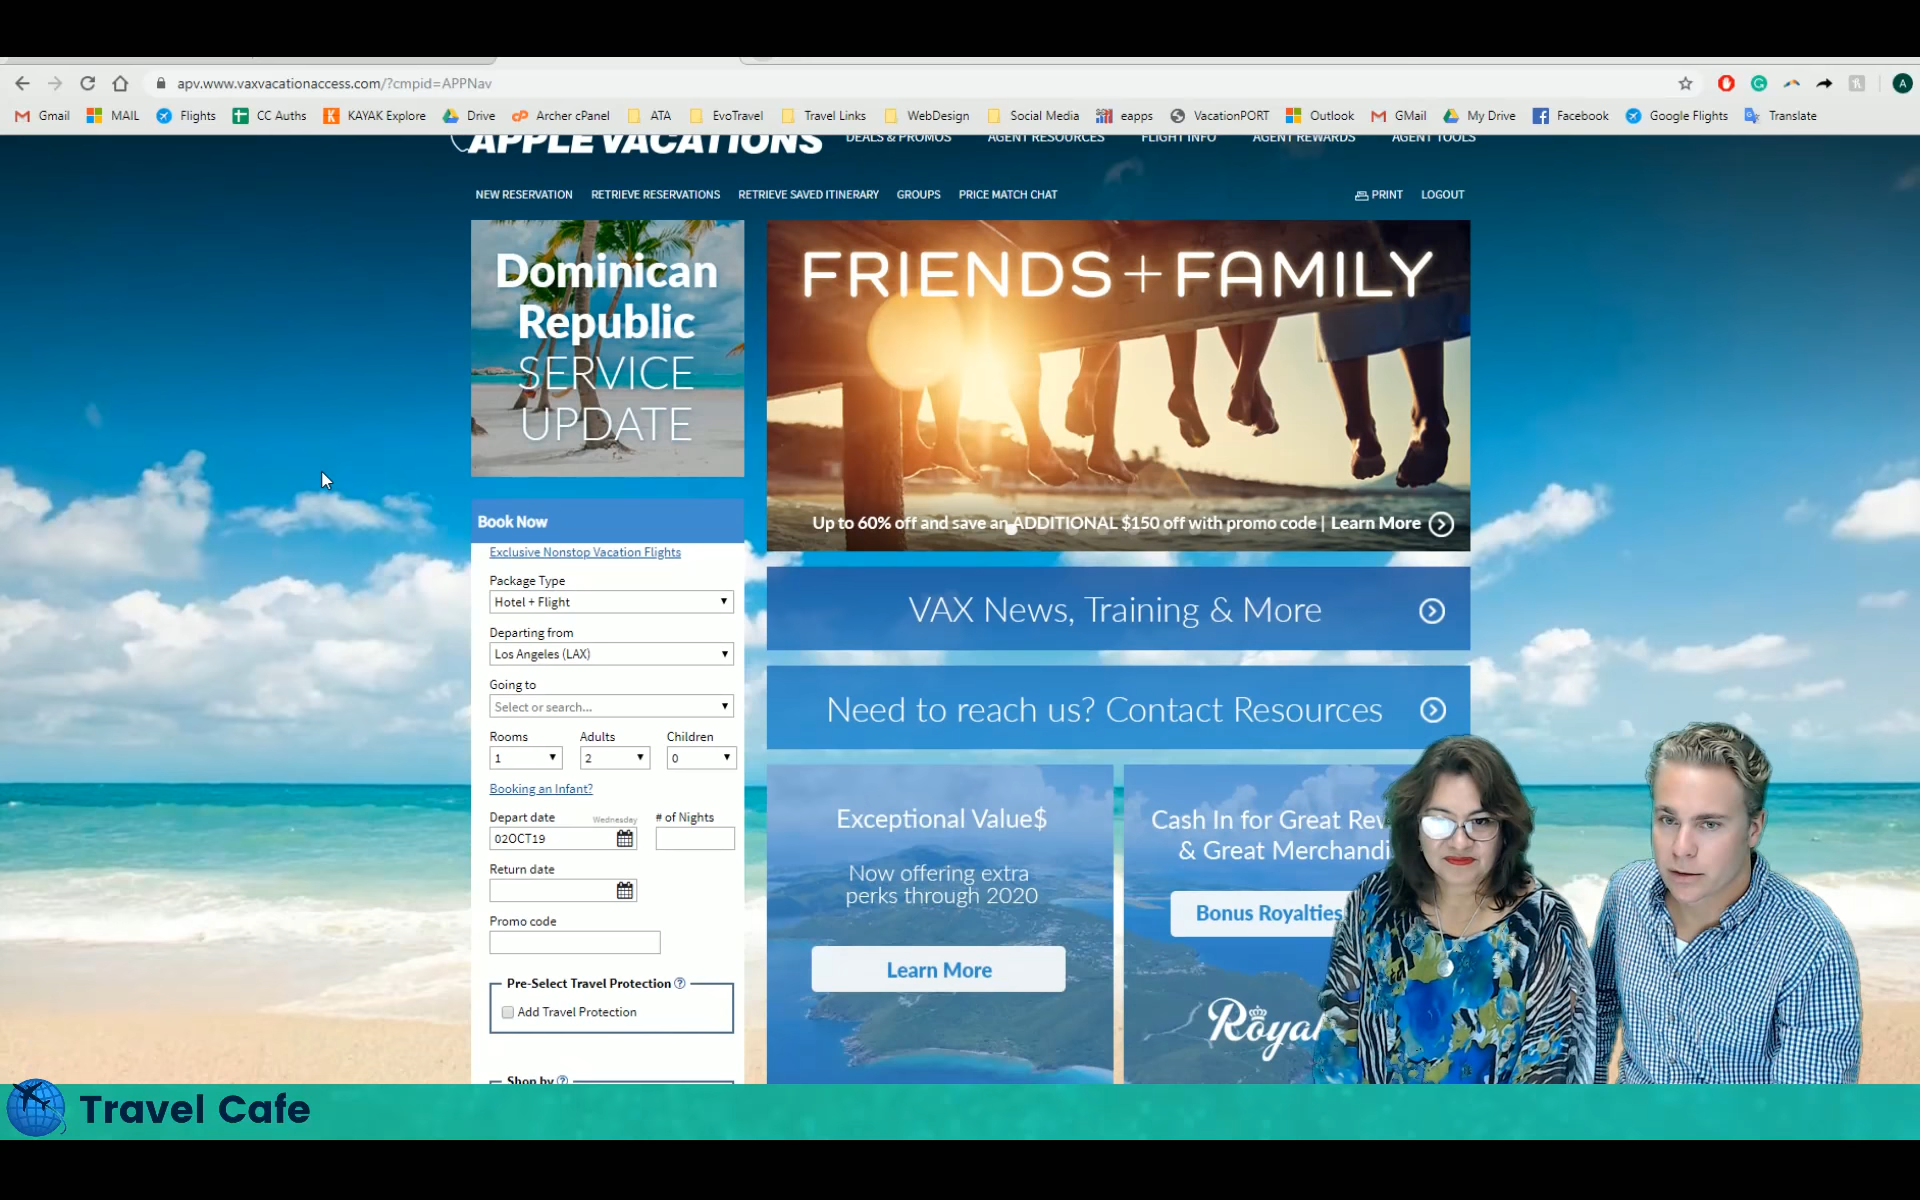 apv.www.vaxvacationaccess.com/?cmpid=APPNav
A
Gmail MAIL Flights CC Auths KAYAK Explore Drive Archer cPanel ATA EvoTravel Travel Links WebDesign Social Media eapps VacationPORT Outlook GMail My Drive Facebook Google Flights Translate
APPLE VACATIONS DEALS & PROMOS AGENT RESOURCES FLIGHT INFO AGENT REWARDS AGENT TOOLS
NEW RESERVATION RETRIEVE RESERVATIONS RETRIEVE SAVED ITINERARY GROUPS PRICE MATCH CHAT PRINT LOGOUT
Dominican
Republic
SERVICE
UPDATE
FRIENDS+FAMILY
Up to 60% off and save an ADDITIONAL $150 off with promo code | Learn More
Book Now
Exclusive Nonstop Vacation Flights
Package Type
Hotel + Flight
Departing from
Los Angeles (LAX)
Going to
Select or search...
Rooms Adults Children
1 2 0
Booking an Infant?
Depart date Wednesday # of Nights
02OCT19
Return date
Promo code
Pre-Select Travel Protection ?
Add Travel Protection
Shop by ?
VAX News, Training & More
Need to reach us? Contact Resources
Exceptional Value$
Now offering extra
perks through 2020
Learn More
Cash In for Great
& Great
Bonus Royalties
Royal
Travel Cafe